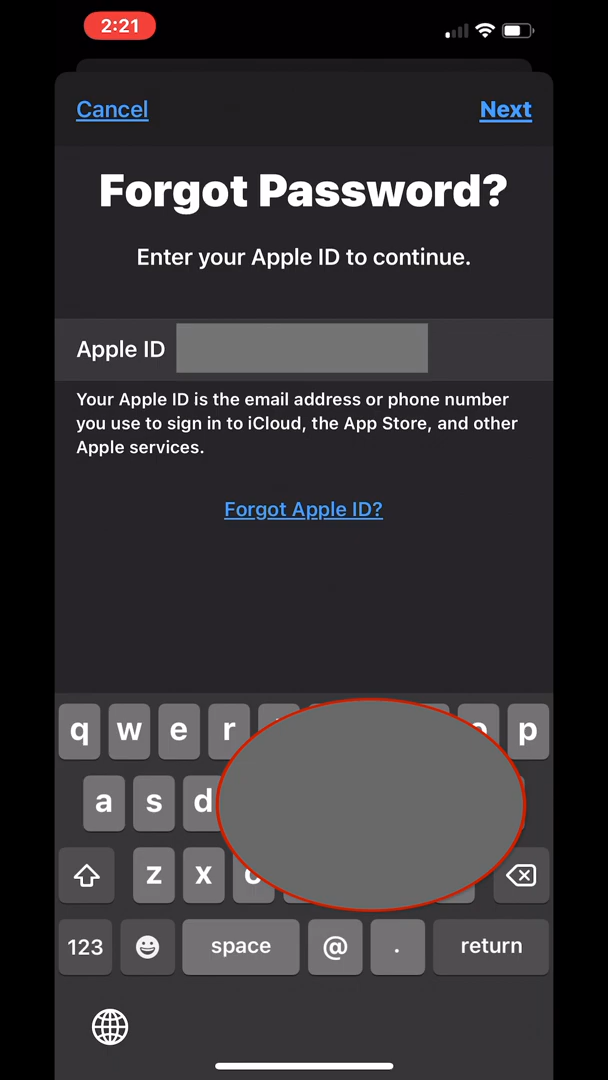 2:21
Cancel
Next
Forgot Password?
Enter your Apple ID to continue.
Apple ID
Your Apple ID is the email address or phone number
you use to sign in to iCloud, the App Store, and other
Apple services.
Forgot Apple ID?
q w e r p
a s d
z x
123 space @ . return